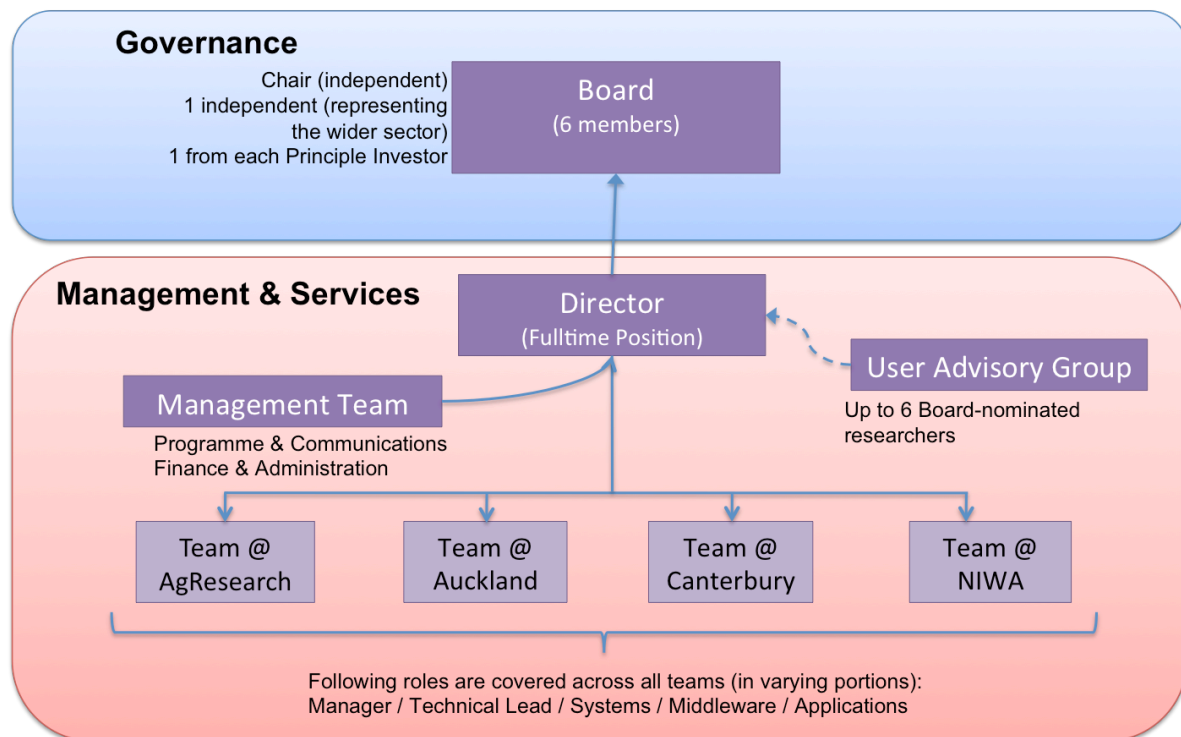 Governance
Chair (independent)
1 independent (representing
the wider sector)
1 from each Principle Investor
Board
(6 members)
Management & Services
Director
(Fulltime Position)
User Advisory Group
Up to 6 Board-nominated
researchers
Management Team
Programme & Communications
Finance & Administration
Team @
AgResearch
Team @
Auckland
Team @
Canterbury
Team @
NIWA
Following roles are covered across all teams (in varying portions):
Manager / Technical Lead / Systems / Middleware / Applications